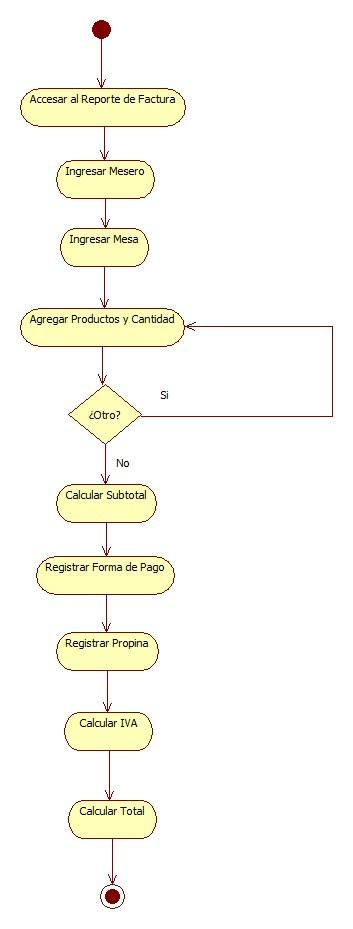 Accesar al Reporte de Factura
Ingresar Mesero
Ingresar Mesa
Agregar Productos y Cantidad
Si
¿Otro?
No
Calcular Subtotal
Registrar Forma de Pago
Registrar Propina
Calcular IVA
Calcular Total